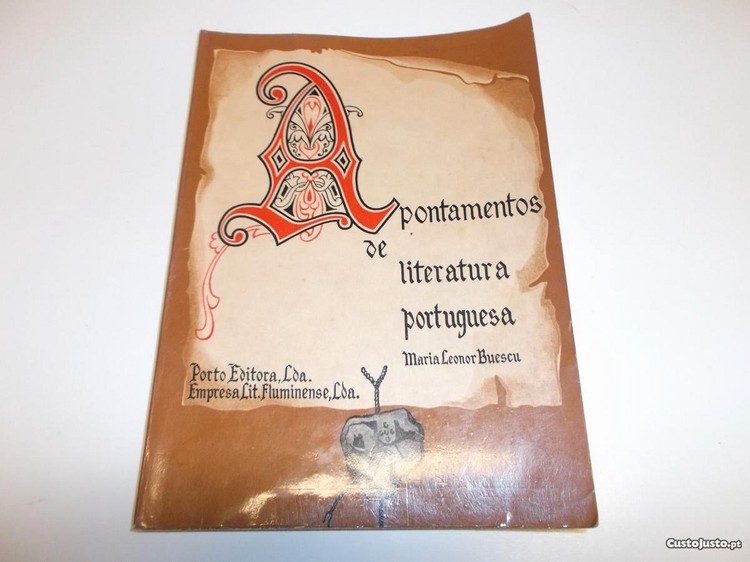 Apontamentos
de
literatura
portuguesa
Maria Leonor Buescu
Porto Editora, Lda.
Empresa Lit. Fluminense, Lda.
CustoJusto.pt